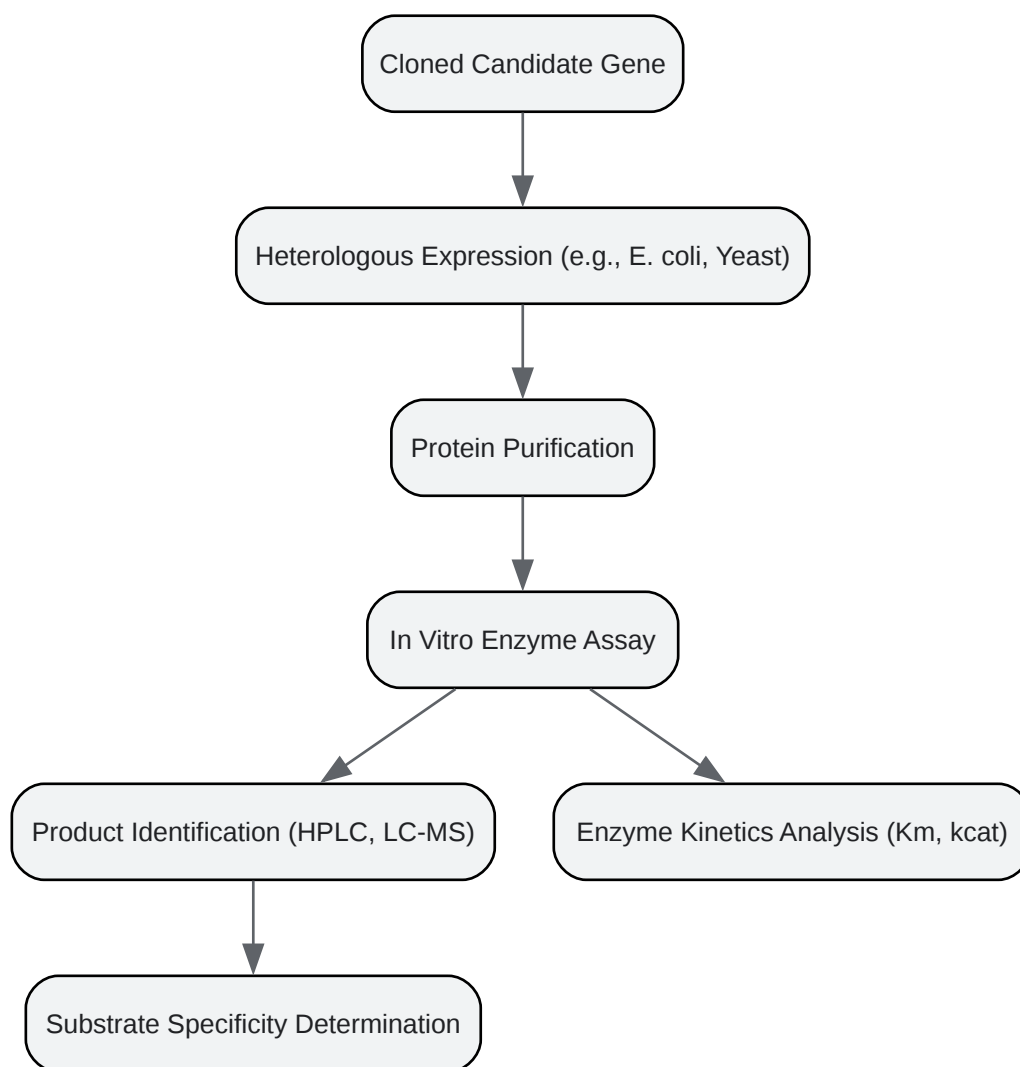 Cloned Candidate Gene
Heterologous Expression (e.g., E. coli, Yeast)
Protein Purification
In Vitro Enzyme Assay
Product Identification (HPLC, LC-MS)
Enzyme Kinetics Analysis (Km, kcat)
Substrate Specificity Determination